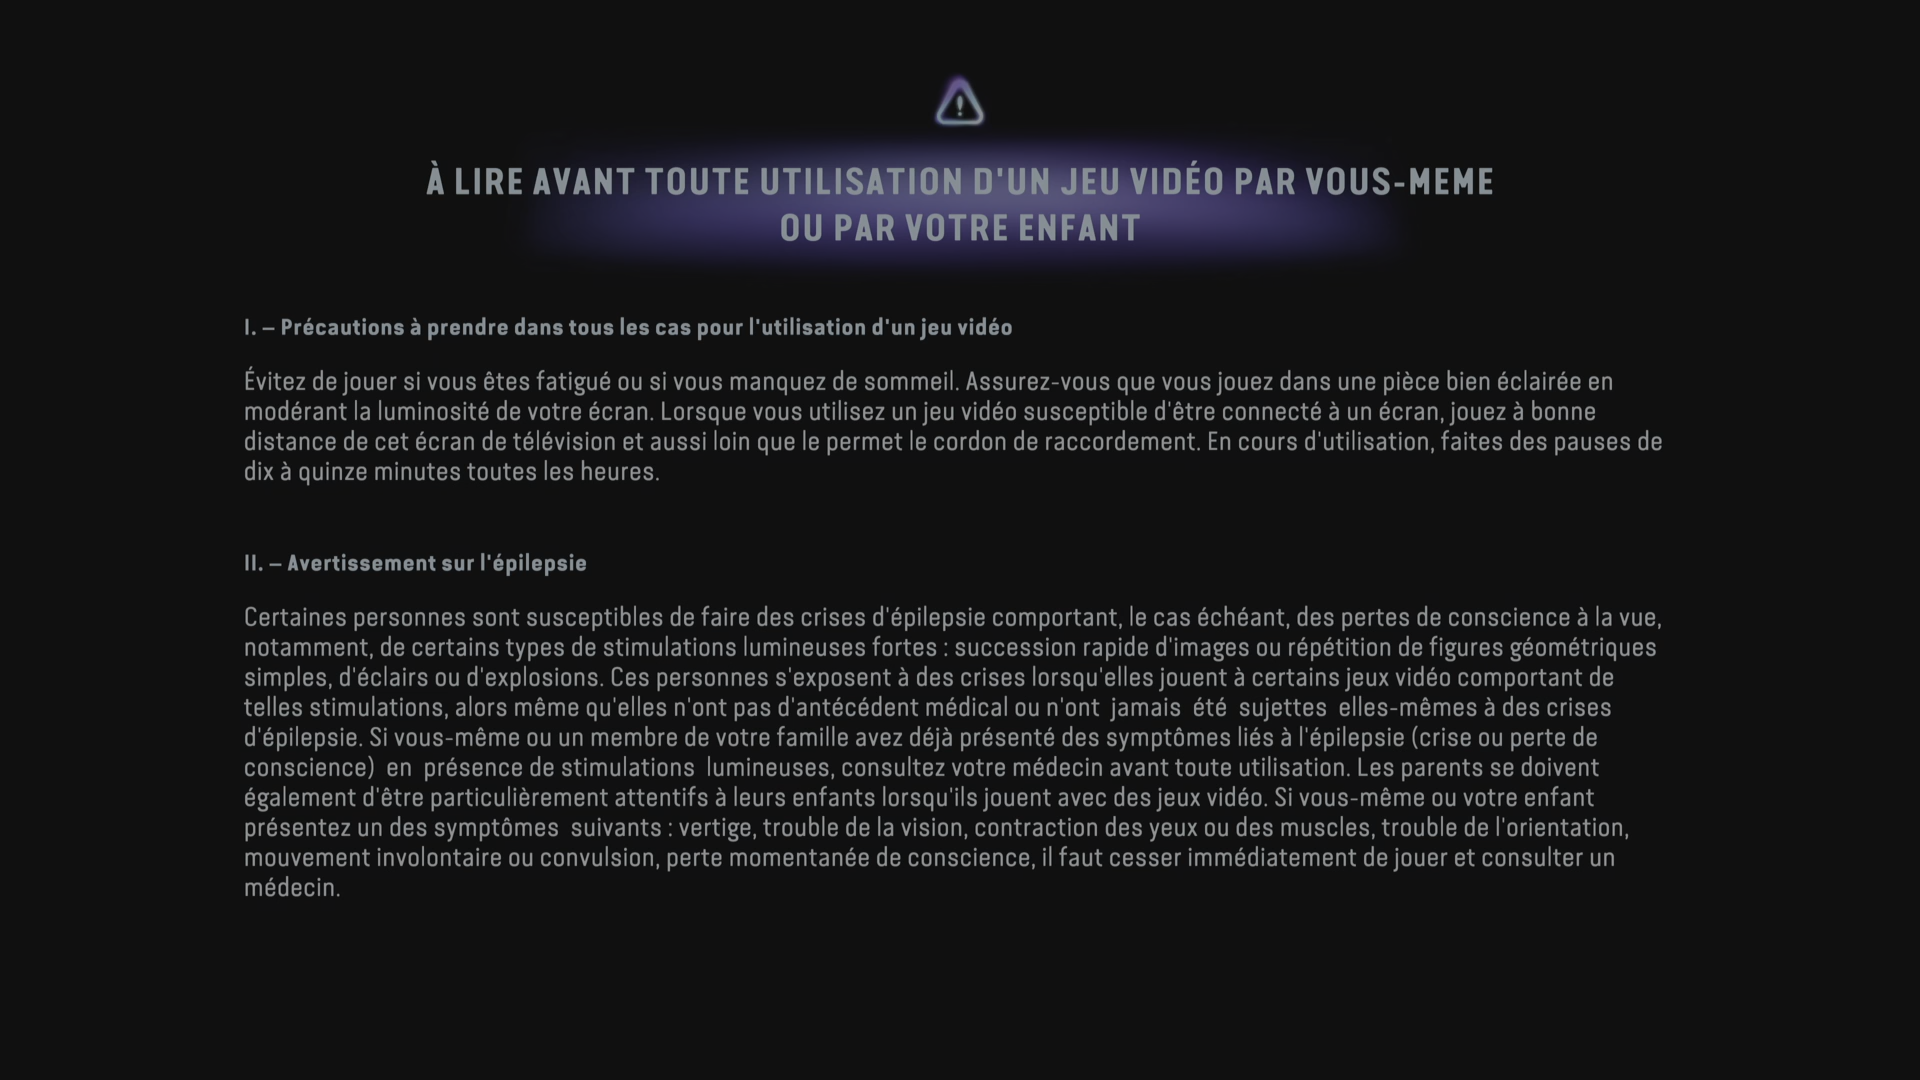 À LIRE AVANT TOUTE UTILISATION D'UN JEU VIDÉO PAR VOUS-MEME
OU PAR VOTRE ENFANT
I. – Précautions à prendre dans tous les cas pour l'utilisation d'un jeu vidéo
Évitez de jouer si vous êtes fatigué ou si vous manquez de sommeil. Assurez-vous que vous jouez dans une pièce bien éclairée en
modérant la luminosité de votre écran. Lorsque vous utilisez un jeu vidéo susceptible d'être connecté à un écran, jouez à bonne
distance de cet écran de télévision et aussi loin que le permet le cordon de raccordement. En cours d'utilisation, faites des pauses de
dix à quinze minutes toutes les heures.
II. – Avertissement sur l'épilepsie
Certaines personnes sont susceptibles de faire des crises d'épilepsie comportant, le cas échéant, des pertes de conscience à la vue,
notamment, de certains types de stimulations lumineuses fortes : succession rapide d'images ou répétition de figures géométriques
simples, d'éclairs ou d'explosions. Ces personnes s'exposent à des crises lorsqu'elles jouent à certains jeux vidéo comportant de
telles stimulations, alors même qu'elles n'ont pas d'antécédent médical ou n'ont jamais été sujettes elles-mêmes à des crises
d'épilepsie. Si vous-même ou un membre de votre famille avez déjà présenté des symptômes liés à l'épilepsie (crise ou perte de
conscience) en présence de stimulations lumineuses, consultez votre médecin avant toute utilisation. Les parents se doivent
également d'être particulièrement attentifs à leurs enfants lorsqu'ils jouent avec des jeux vidéo. Si vous-même ou votre enfant
présentez un des symptômes suivants : vertige, trouble de la vision, contraction des yeux ou des muscles, trouble de l'orientation,
mouvement involontaire ou convulsion, perte momentanée de conscience, il faut cesser immédiatement de jouer et consulter un
médecin.